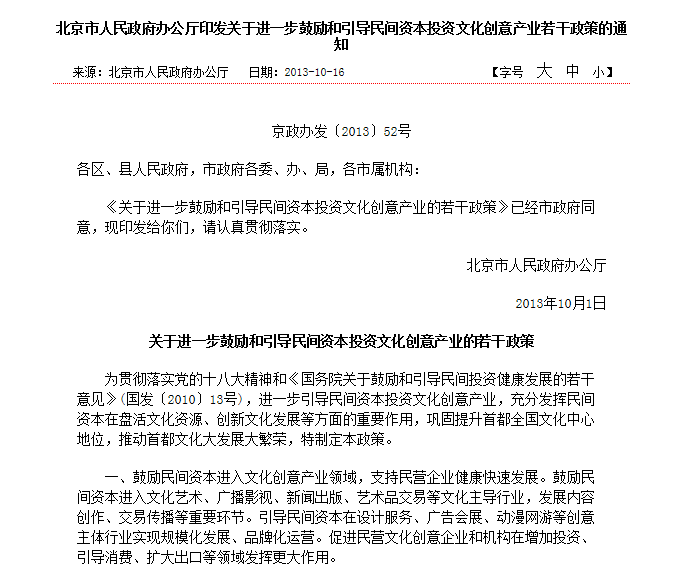 北京市人民政府办公厅印发关于进一步鼓励和引导民间资本投资文化创意产业若干政策的通
知
来源：北京市人民政府办公厅 日期：2013-10-16 【字号 大 中 小】
京政办发〔2013〕52号
各区、县人民政府，市政府各委、办、局，各市属机构：
《关于进一步鼓励和引导民间资本投资文化创意产业的若干政策》已经市政府同
意，现印发给你们，请认真贯彻落实。
北京市人民政府办公厅
2013年10月1日
关于进一步鼓励和引导民间资本投资文化创意产业的若干政策
为贯彻落实党的十八大精神和《国务院关于鼓励和引导民间投资健康发展的若干
意见》(国发〔2010〕13号)，进一步引导民间资本投资文化创意产业，充分发挥民间
资本在盘活文化资源、创新文化发展等方面的重要作用，巩固提升首都全国文化中心
地位，推动首都文化大发展大繁荣，特制定本政策。
一、鼓励民间资本进入文化创意产业领域，支持民营企业健康快速发展。鼓励民
间资本进入文化艺术、广播影视、新闻出版、艺术品交易等文化主导行业，发展内容
创作、交易传播等重要环节。引导民间资本在设计服务、广告会展、动漫网游等创意
主体行业实现规模化发展、品牌化运营。促进民营文化创意企业和机构在增加投资、
引导消费、扩大出口等领域发挥更大作用。